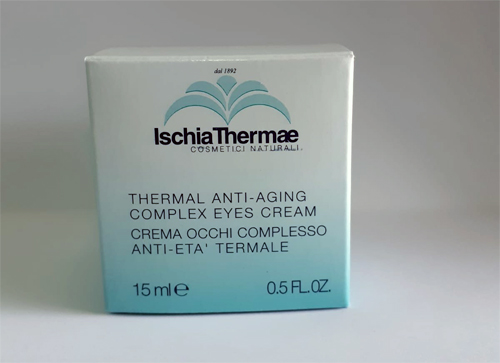 dal 1892
IschiaThermæ
COSMETICI NATURALI.
THERMAL ANTI-AGING
COMPLEX EYES CREAM
CREMA OCCHI COMPLESSO
ANTI-ETA' TERMALE
15 ml ℮ 0.5 FL.OZ.